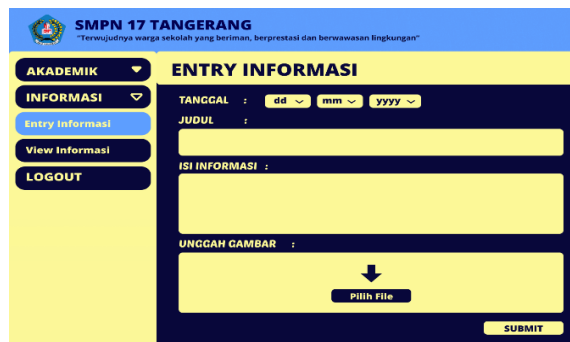 SMPN 17 TANGERANG
"Terwujudnya warga sekolah yang beriman, berprestasi dan berwawasan lingkungan"
AKADEMIK
INFORMASI
Entry Informasi
View Informasi
LOGOUT
ENTRY INFORMASI
TANGGAL : dd mm yyyy
JUDUL :
ISI INFORMASI :
UNGGAH GAMBAR :
Pilih File
SUBMIT